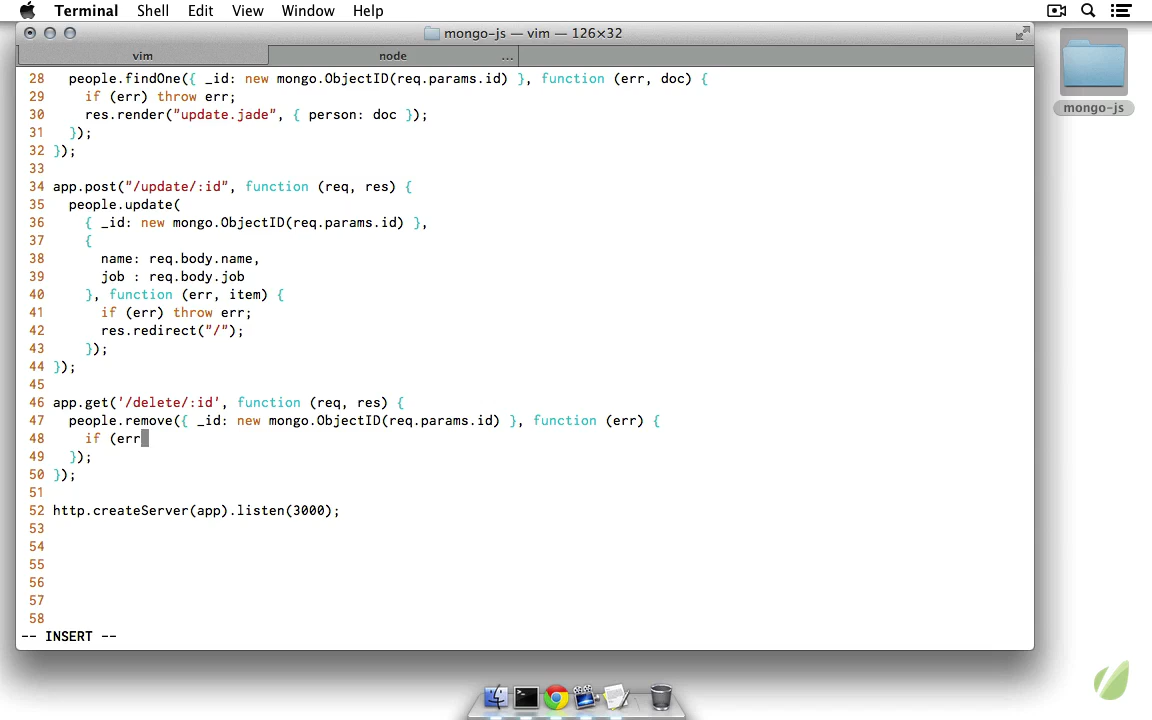 Terminal Shell Edit View Window Help
mongo-js — vim — 126×32
vim node ...
28 people.findOne({ _id: new mongo.ObjectID(req.params.id) }, function (err, doc) {
29 if (err) throw err;
30 res.render("update.jade", { person: doc });
31 });
32 });
33
34 app.post("/update/:id", function (req, res) {
35 people.update(
36 { _id: new mongo.ObjectID(req.params.id) },
37 {
38 name: req.body.name,
39 job : req.body.job
40 }, function (err, item) {
41 if (err) throw err;
42 res.redirect("/");
43 });
44 });
45
46 app.get('/delete/:id', function (req, res) {
47 people.remove({ _id: new mongo.ObjectID(req.params.id) }, function (err) {
48 if (err
49 });
50 });
51
52 http.createServer(app).listen(3000);
53
54
55
56
57
58
-- INSERT --
mongo-js